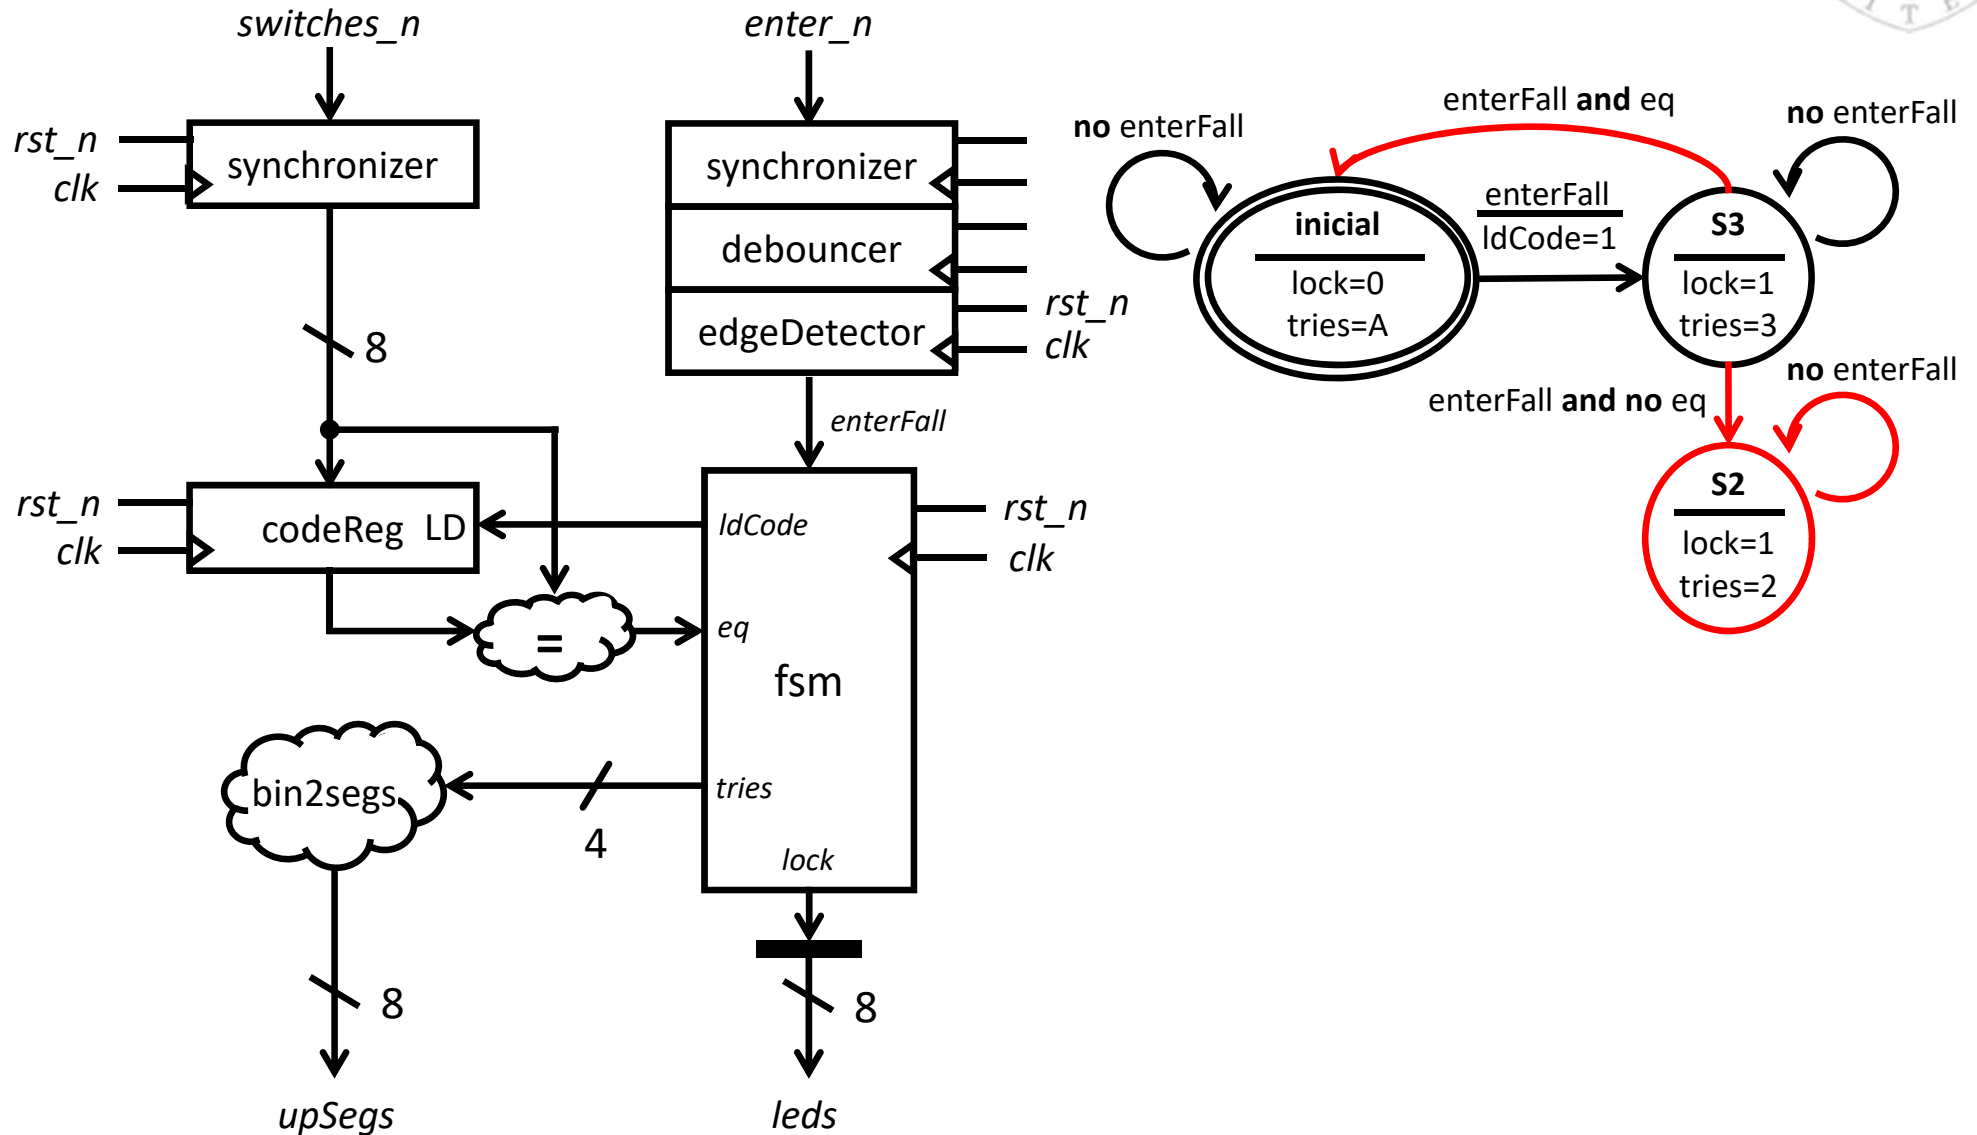 switches_n
rst_n
clk
synchronizer
8
rst_n
clk
codeReg LD
=
bin2segs
4
8
upSegs
enter_n
synchronizer
debouncer
edgeDetector
rst_n
clk
enterFall
ldCode
rst_n
clk
eq
fsm
tries
lock
8
leds
I T E
no enterFall
enterFall and eq
no enterFall
inicial
lock=0
tries=A
enterFall
ldCode=1
S3
lock=1
tries=3
enterFall and no eq
no enterFall
S2
lock=1
tries=2